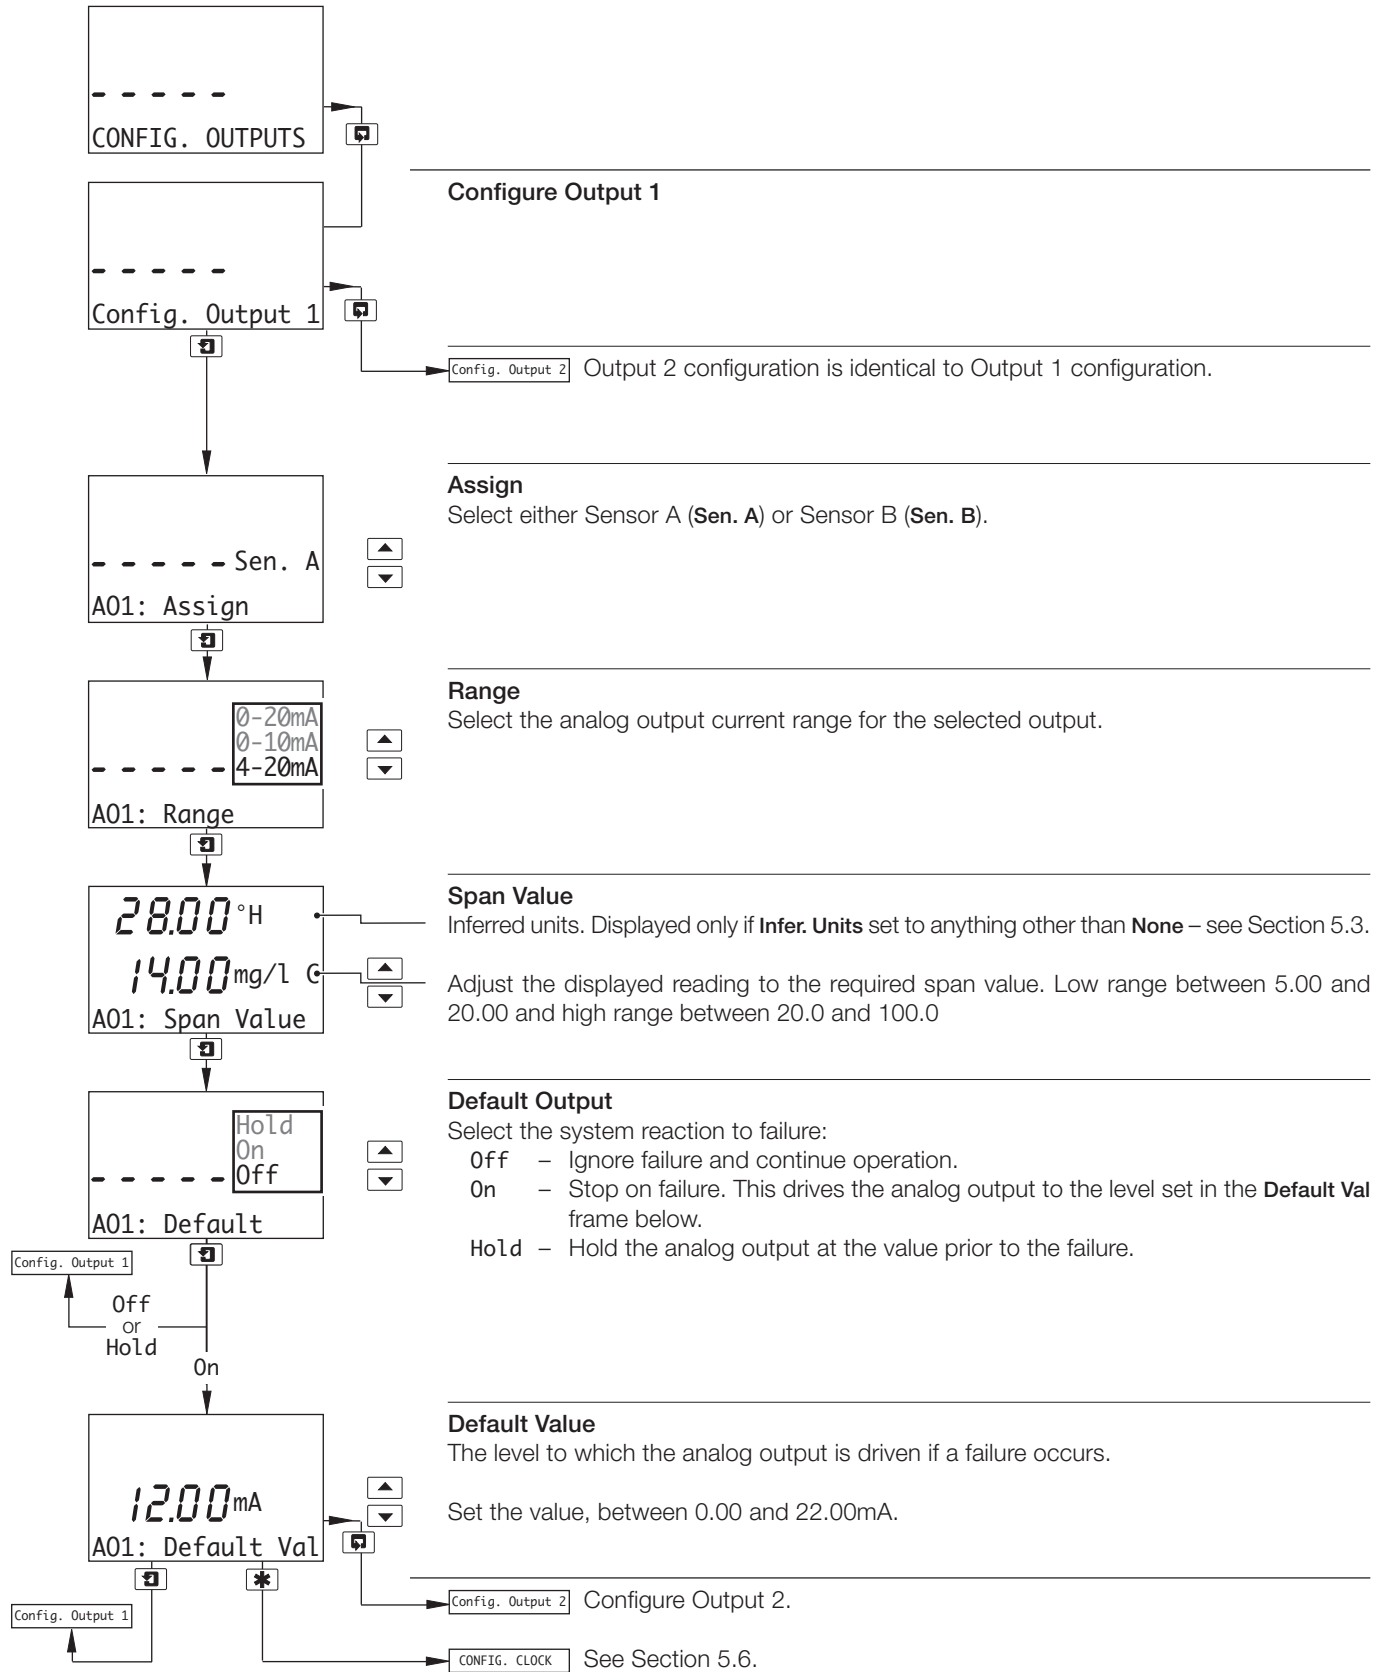 - - - - -
CONFIG. OUTPUTS
Configure Output 1
- - - - -
Config. Output 1
Config. Output 2 Output 2 configuration is identical to Output 1 configuration.
Assign
Select either Sensor A (Sen. A) or Sensor B (Sen. B).
- - - - - Sen. A
AO1: Assign
Range
Select the analog output current range for the selected output.
0-20mA
0-10mA
- - - - - 4-20mA
AO1: Range
Span Value
28.00 °H
Inferred units. Displayed only if Infer. Units set to anything other than None – see Section 5.3.
14.00 mg/l C
Adjust the displayed reading to the required span value. Low range between 5.00 and
20.00 and high range between 20.0 and 100.0
AO1: Span Value
Default Output
Select the system reaction to failure:
Off – Ignore failure and continue operation.
On – Stop on failure. This drives the analog output to the level set in the Default Val
frame below.
Hold – Hold the analog output at the value prior to the failure.
Hold
On
- - - - - Off
AO1: Default
Config. Output 1
Off
or
Hold
On
Default Value
The level to which the analog output is driven if a failure occurs.
Set the value, between 0.00 and 22.00mA.
12.00 mA
AO1: Default Val
Config. Output 2 Configure Output 2.
Config. Output 1
CONFIG. CLOCK See Section 5.6.